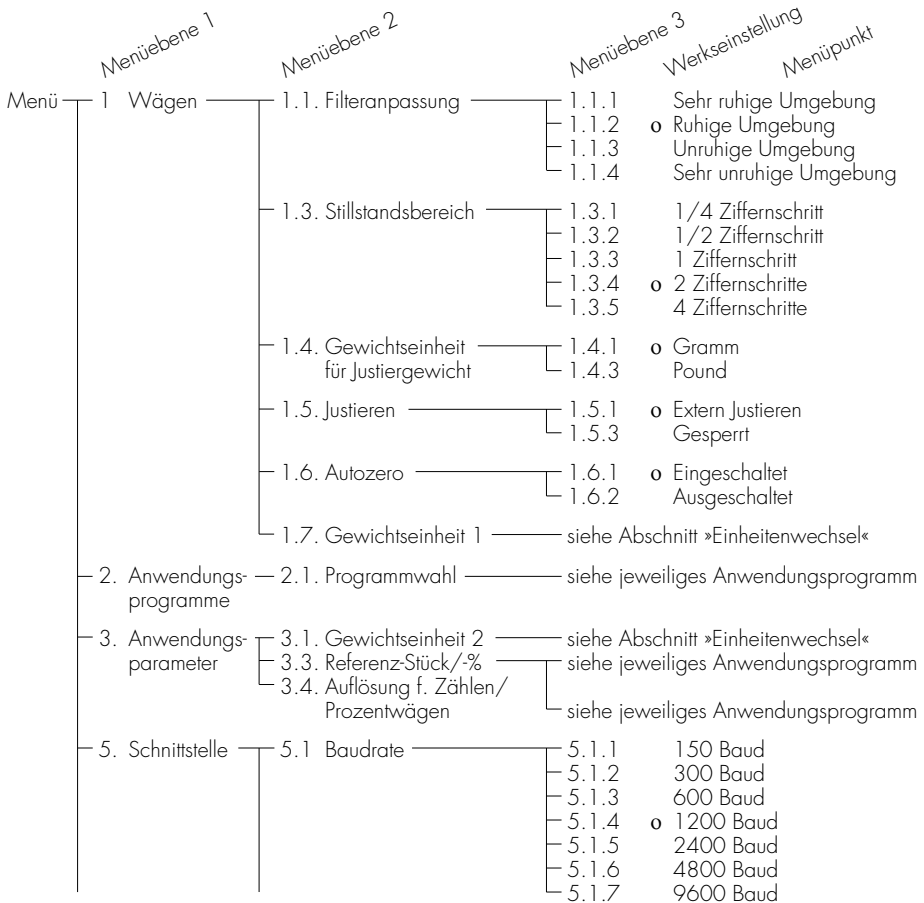 Menüebene 1 Menüebene 2 Menüebene 3 Werkseinstellung Menüpunkt
Menü 1 Wägen 1.1. Filteranpassung 1.1.1 Sehr ruhige Umgebung
1.1.2 o Ruhige Umgebung
1.1.3 Unruhige Umgebung
1.1.4 Sehr unruhige Umgebung
1.3. Stillstandsbereich 1.3.1 1/4 Ziffernschritt
1.3.2 1/2 Ziffernschritt
1.3.3 1 Ziffernschritt
1.3.4 o 2 Ziffernschritte
1.3.5 4 Ziffernschritte
1.4. Gewichtseinheit 1.4.1 o Gramm
für Justiergewicht 1.4.3 Pound
1.5. Justieren 1.5.1 o Extern Justieren
1.5.3 Gesperrt
1.6. Autozero 1.6.1 o Eingeschaltet
1.6.2 Ausgeschaltet
1.7. Gewichtseinheit 1 siehe Abschnitt »Einheitenwechsel«
2. Anwendungs- 2.1. Programmwahl siehe jeweiliges Anwendungsprogramm
programme
3. Anwendungs- 3.1. Gewichtseinheit 2 siehe Abschnitt »Einheitenwechsel«
parameter 3.3. Referenz-Stück/-% siehe jeweiliges Anwendungsprogramm
3.4. Auflösung f. Zählen/
Prozentwägen siehe jeweiliges Anwendungsprogramm
5. Schnittstelle 5.1 Baudrate 5.1.1 150 Baud
5.1.2 300 Baud
5.1.3 600 Baud
5.1.4 o 1200 Baud
5.1.5 2400 Baud
5.1.6 4800 Baud
5.1.7 9600 Baud